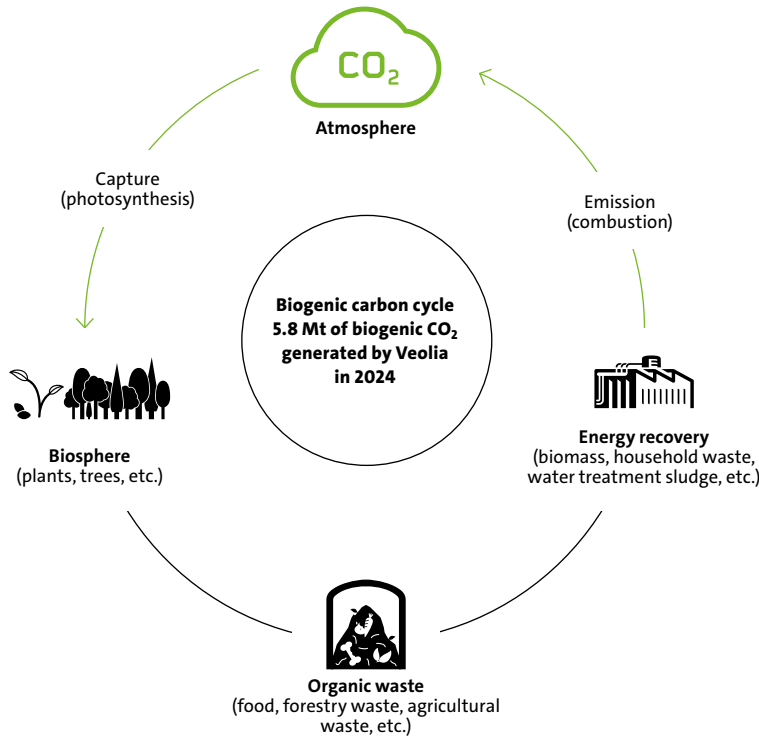 CO₂
Atmosphere
Capture
(photosynthesis)
Emission
(combustion)
Biogenic carbon cycle
5.8 Mt of biogenic CO₂
generated by Veolia
in 2024
Biosphere
(plants, trees, etc.)
E
Energy recovery
(biomass, household waste,
water treatment sludge, etc.)
Organic waste
(food, forestry waste, agricultural
waste, etc.)